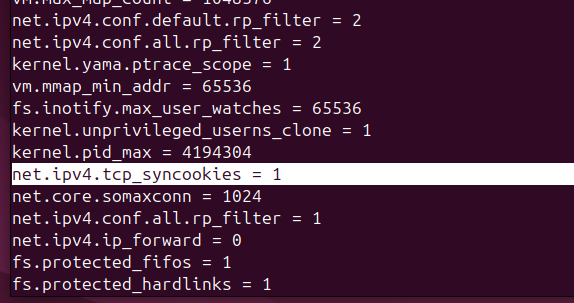 vm.max_map_count = 1048576
net.ipv4.conf.default.rp_filter = 2
net.ipv4.conf.all.rp_filter = 2
kernel.yama.ptrace_scope = 1
vm.mmap_min_addr = 65536
fs.inotify.max_user_watches = 65536
kernel.unprivileged_userns_clone = 1
kernel.pid_max = 4194304
net.ipv4.tcp_syncookies = 1
net.core.somaxconn = 1024
net.ipv4.conf.all.rp_filter = 1
net.ipv4.ip_forward = 0
fs.protected_fifos = 1
fs.protected_hardlinks = 1